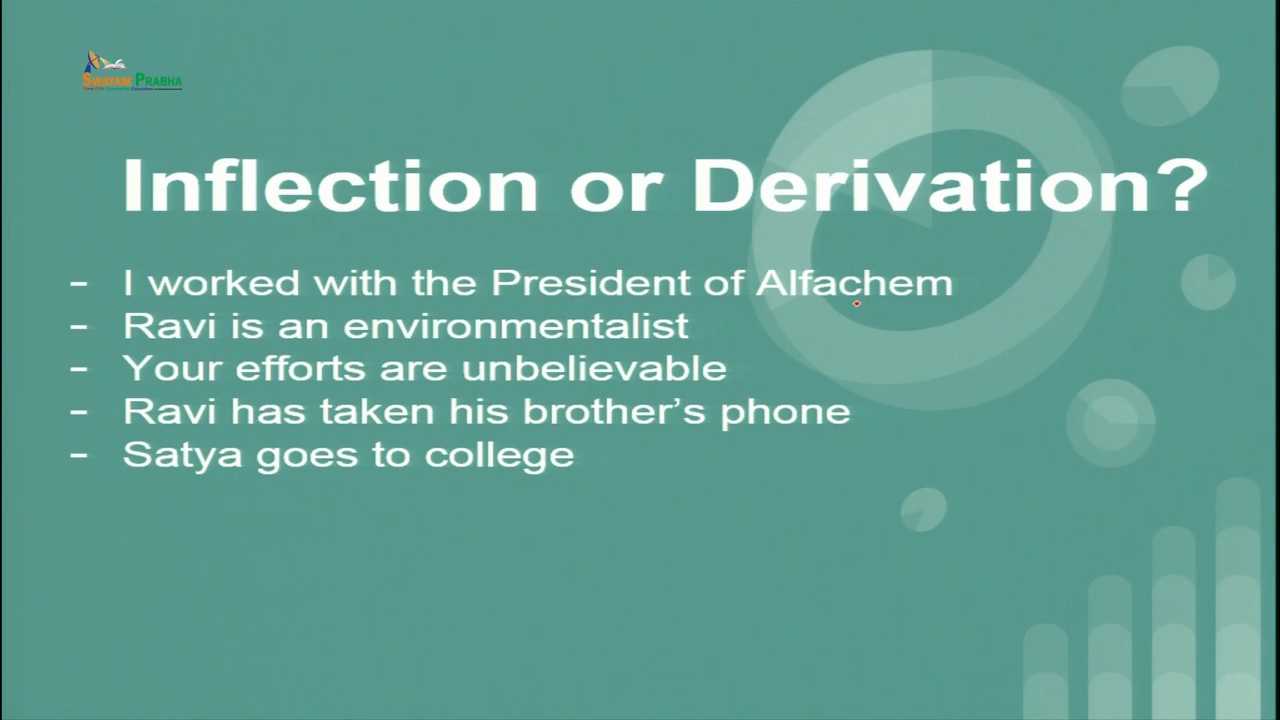 SWAYAM PRABHA
Inflection or Derivation?
- I worked with the President of Alfachem
- Ravi is an environmentalist
- Your efforts are unbelievable
- Ravi has taken his brother’s phone
- Satya goes to college